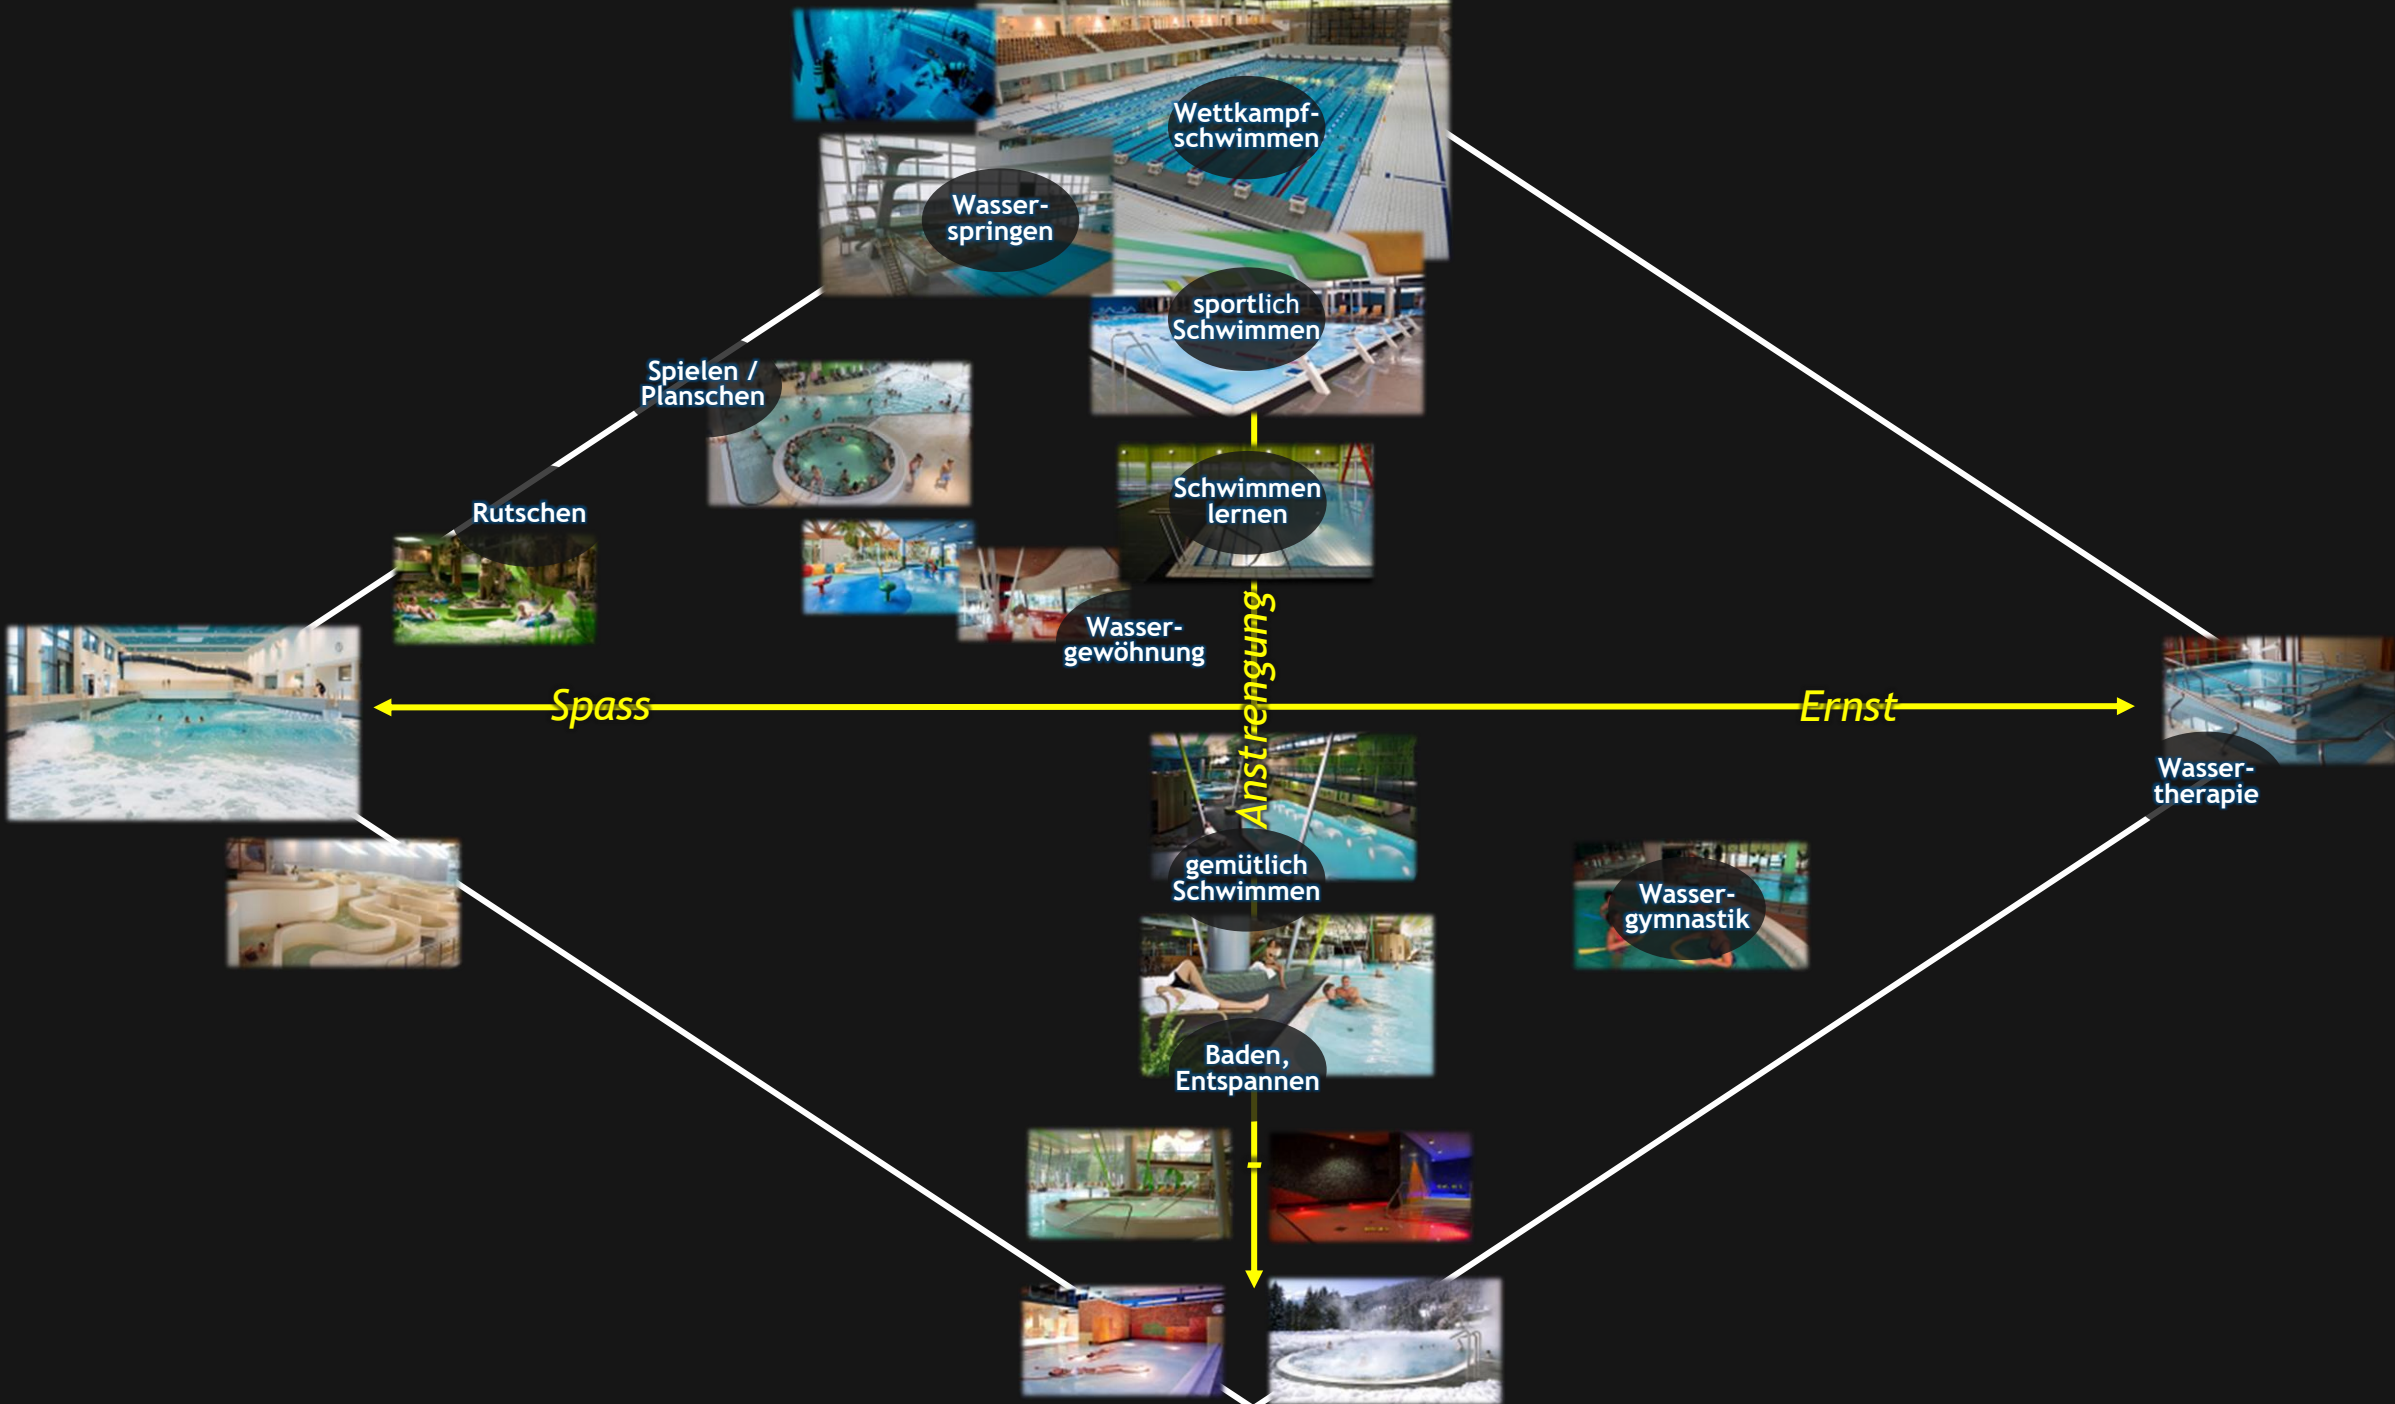 Wettkampf-
schwimmen
Wasser-
springen
sportlich
Schwimmen
Spielen /
Planschen
Schwimmen
lernen
Rutschen
Wasser-
gewöhnung
Anstrengung
Spass
Ernst
Wasser-
therapie
gemütlich
Schwimmen
Wasser-
gymnastik
Baden,
Entspannen
-